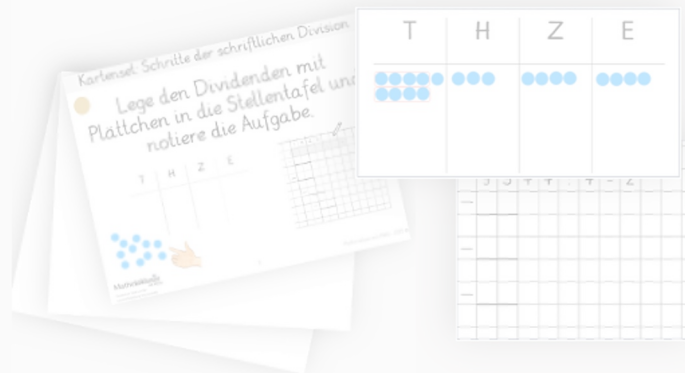 Kartenset: Schritte der schriftlichen Division
Lege den Dividenden mit
Plättchen in die Stellentafel und
notiere die Aufgabe.
T H Z E
T H Z E